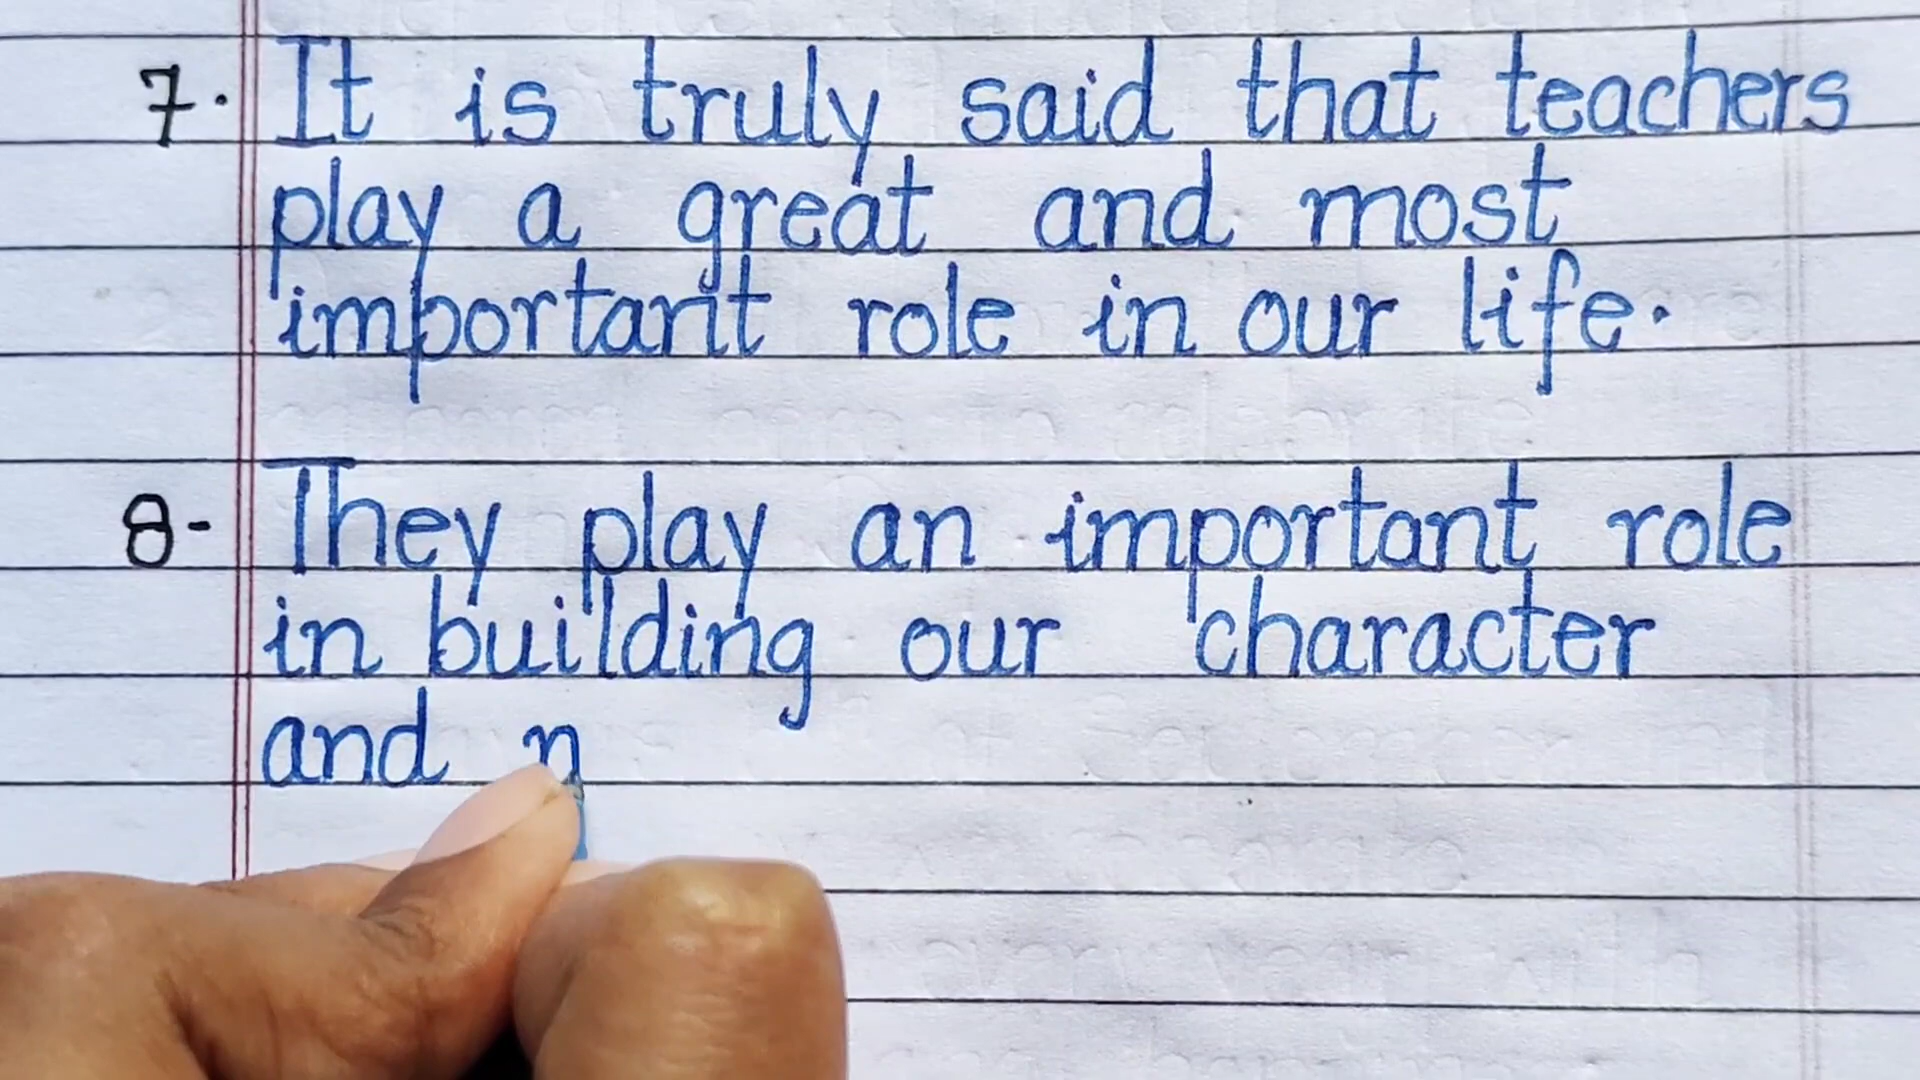 7. It is truly said that teachers
play a great and most
important role in our life.
8- They play an important role
in building our character
and n